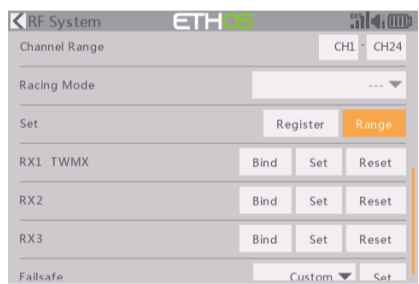 RF System ETHOS
Channel Range CH1 - CH24
Racing Mode ---
Set Register Range
RX1 TWMX Bind Set Reset
RX2 Bind Set Reset
RX3 Bind Set Reset
Failsafe Custom Set